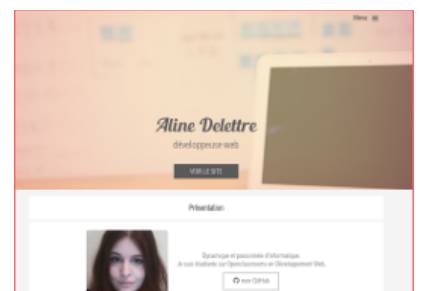 Menu
Aline Delettre
développeuse web
VOIR LE SITE
Présentation
Dynamique et passionnée d'informatique.
Je suis étudiante sur Openclassrooms en Développement Web.
mon GitHub